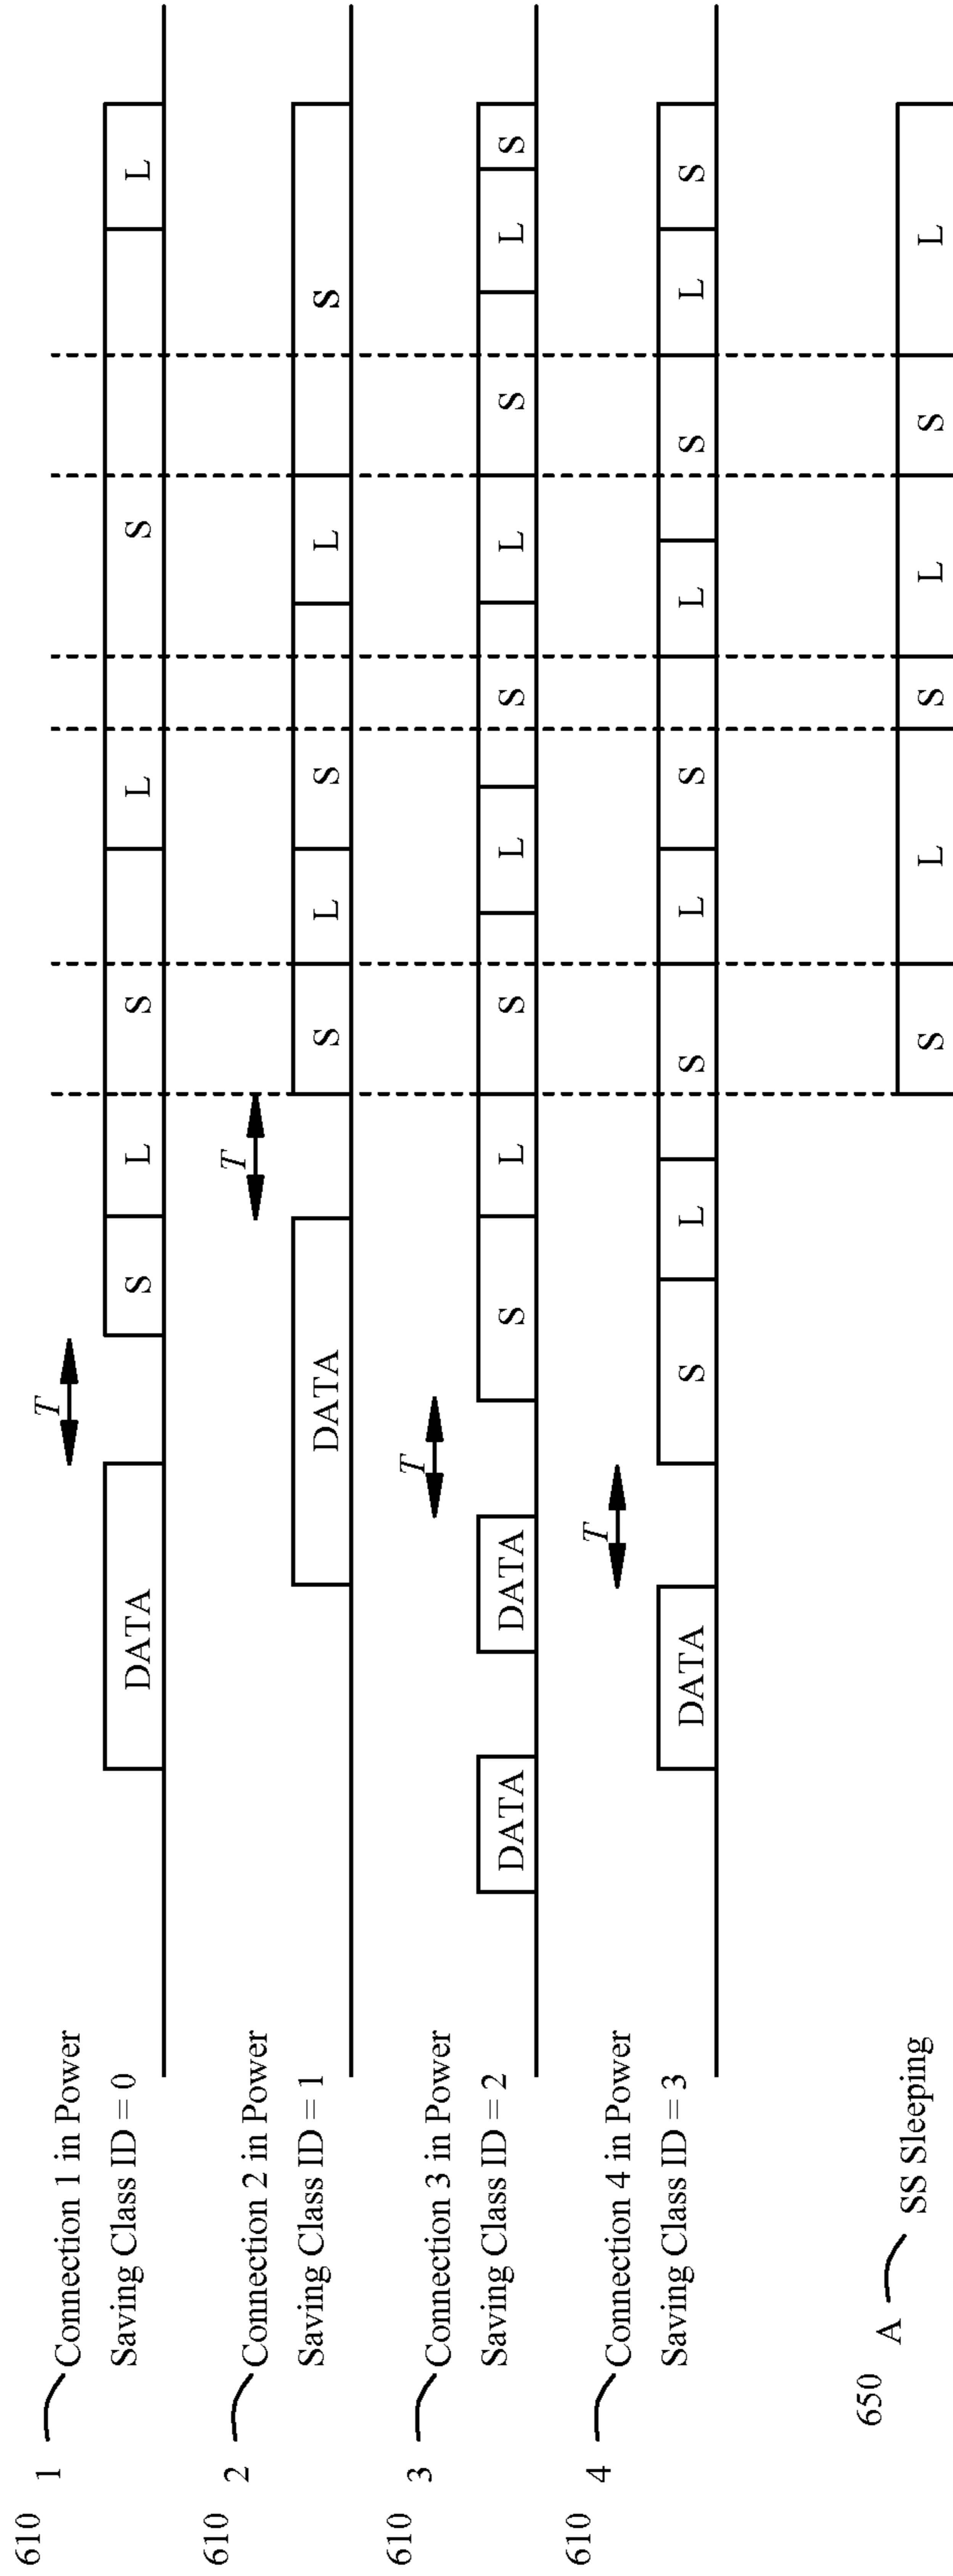 610 1 Connection 1 in Power
Saving Class ID = 0
T
DATA S L S L S L
610 2 Connection 2 in Power
Saving Class ID = 1
T
DATA S L S L S
610 3 Connection 3 in Power
Saving Class ID = 2
T
DATA DATA S L S L S L S L S
610 4 Connection 4 in Power
Saving Class ID = 3
T
DATA S L S L S L S L S
650 A SS Sleeping
S L S L S L